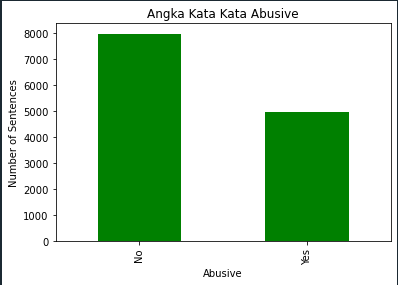 Angka Kata Kata Abusive
Number of Sentences
8000
7000
6000
5000
4000
3000
2000
1000
0
No
Yes
Abusive